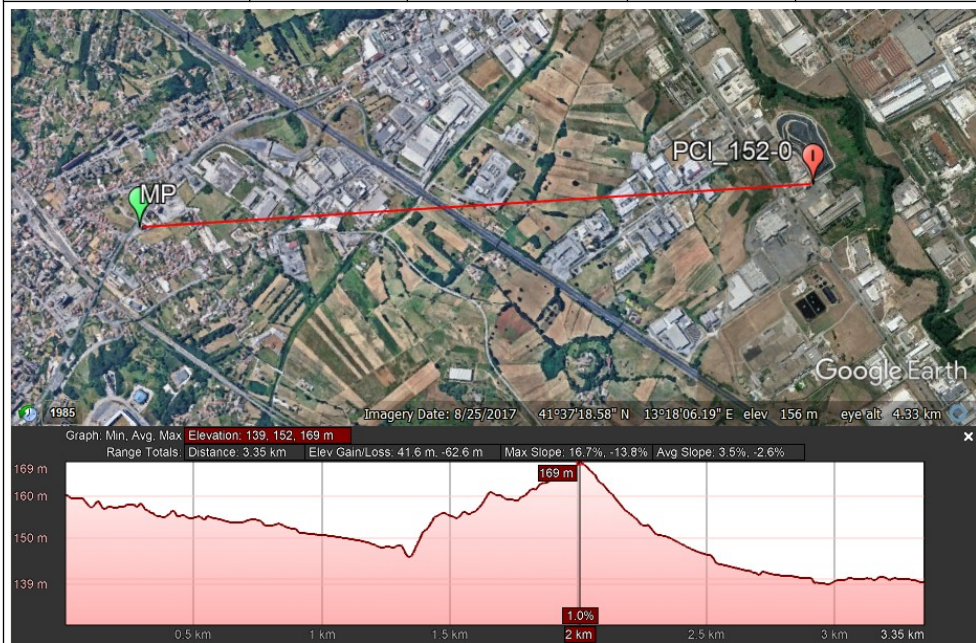 PCI_152-0
MP
Google Earth
1985
Imagery Date: 8/25/2017 41°37'18.58" N 13°18'06.19" E elev 156 m eye alt 4.33 km
Graph: Min, Avg, Max Elevation: 139, 152, 169 m
Range Totals: Distance: 3.35 km Elev Gain/Loss: 41.6 m, -62.6 m Max Slope: 16.7%, -13.8% Avg Slope: 3.5%, -2.6%
169 m
169 m
160 m
150 m
139 m
1.0%
0.5 km 1 km 1.5 km 2 km 2.5 km 3 km 3.35 km